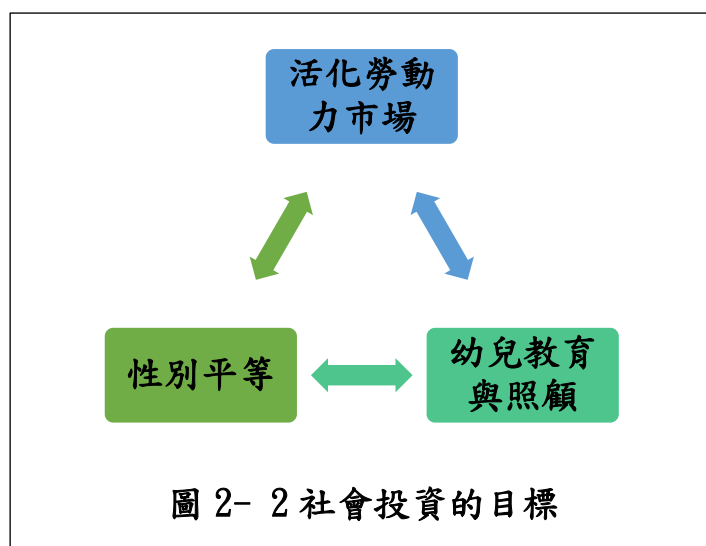 活化勞動
力市場
性別平等
幼兒教育
與照顧
圖 2- 2 社會投資的目標